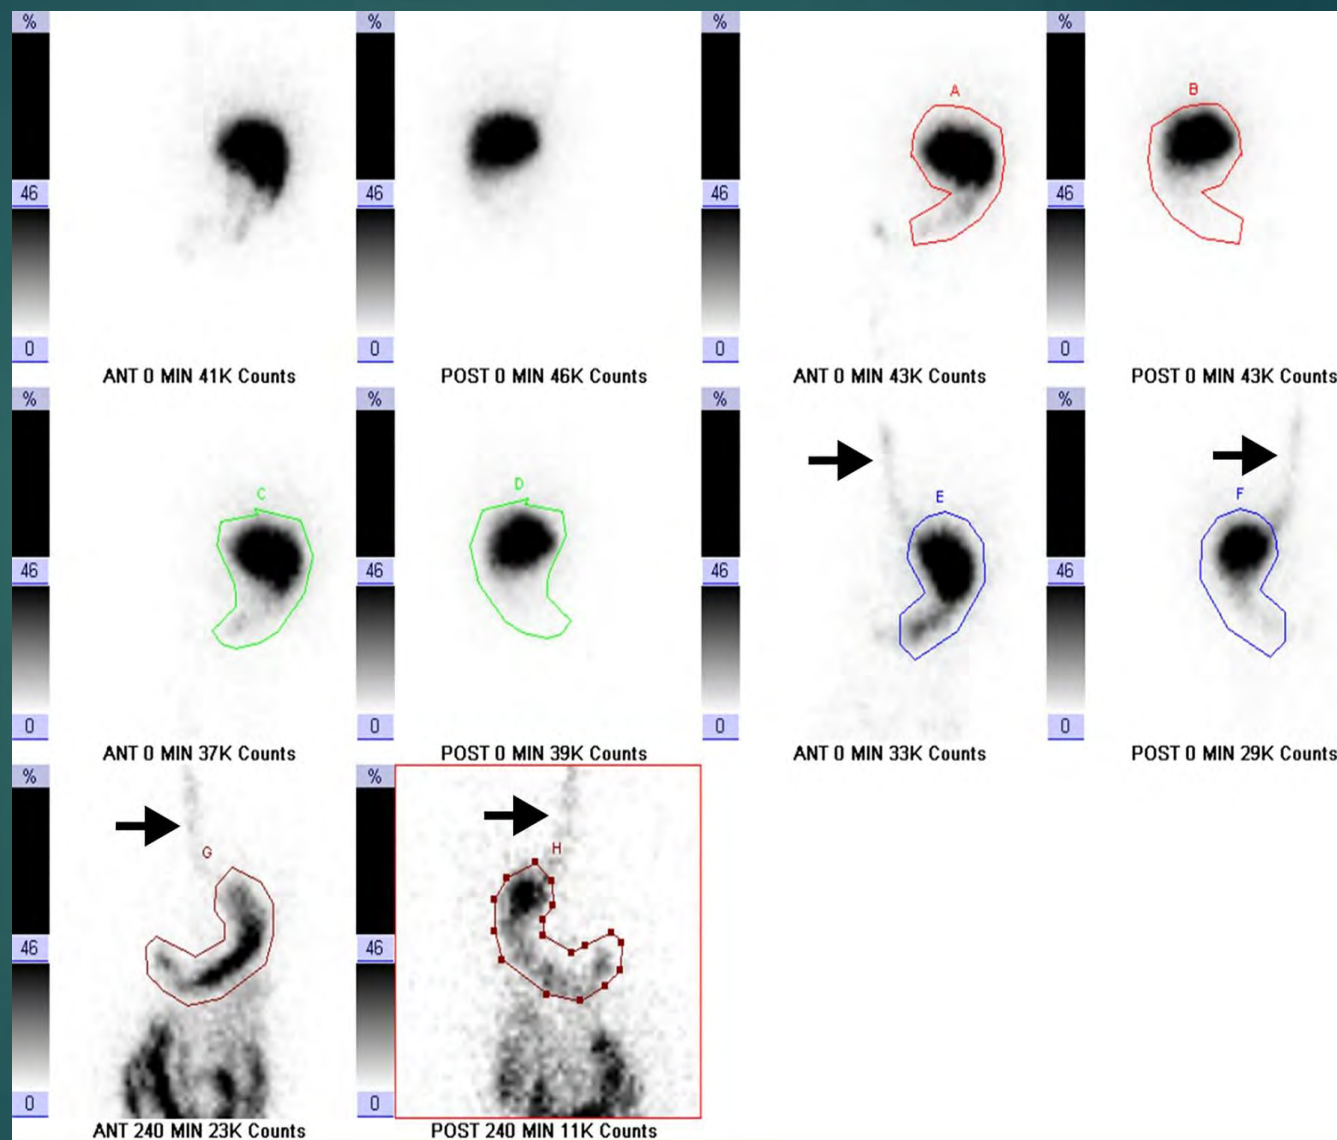 %
%
%
%
A
B
46
46
46
46
0
0
0
0
ANT 0 MIN 41K Counts
POST 0 MIN 46K Counts
ANT 0 MIN 43K Counts
POST 0 MIN 43K Counts
%
%
%
%
C
D
E
F
46
46
46
46
0
0
0
0
ANT 0 MIN 37K Counts
POST 0 MIN 39K Counts
ANT 0 MIN 33K Counts
POST 0 MIN 29K Counts
%
%
G
H
46
46
0
0
ANT 240 MIN 23K Counts
POST 240 MIN 11K Counts